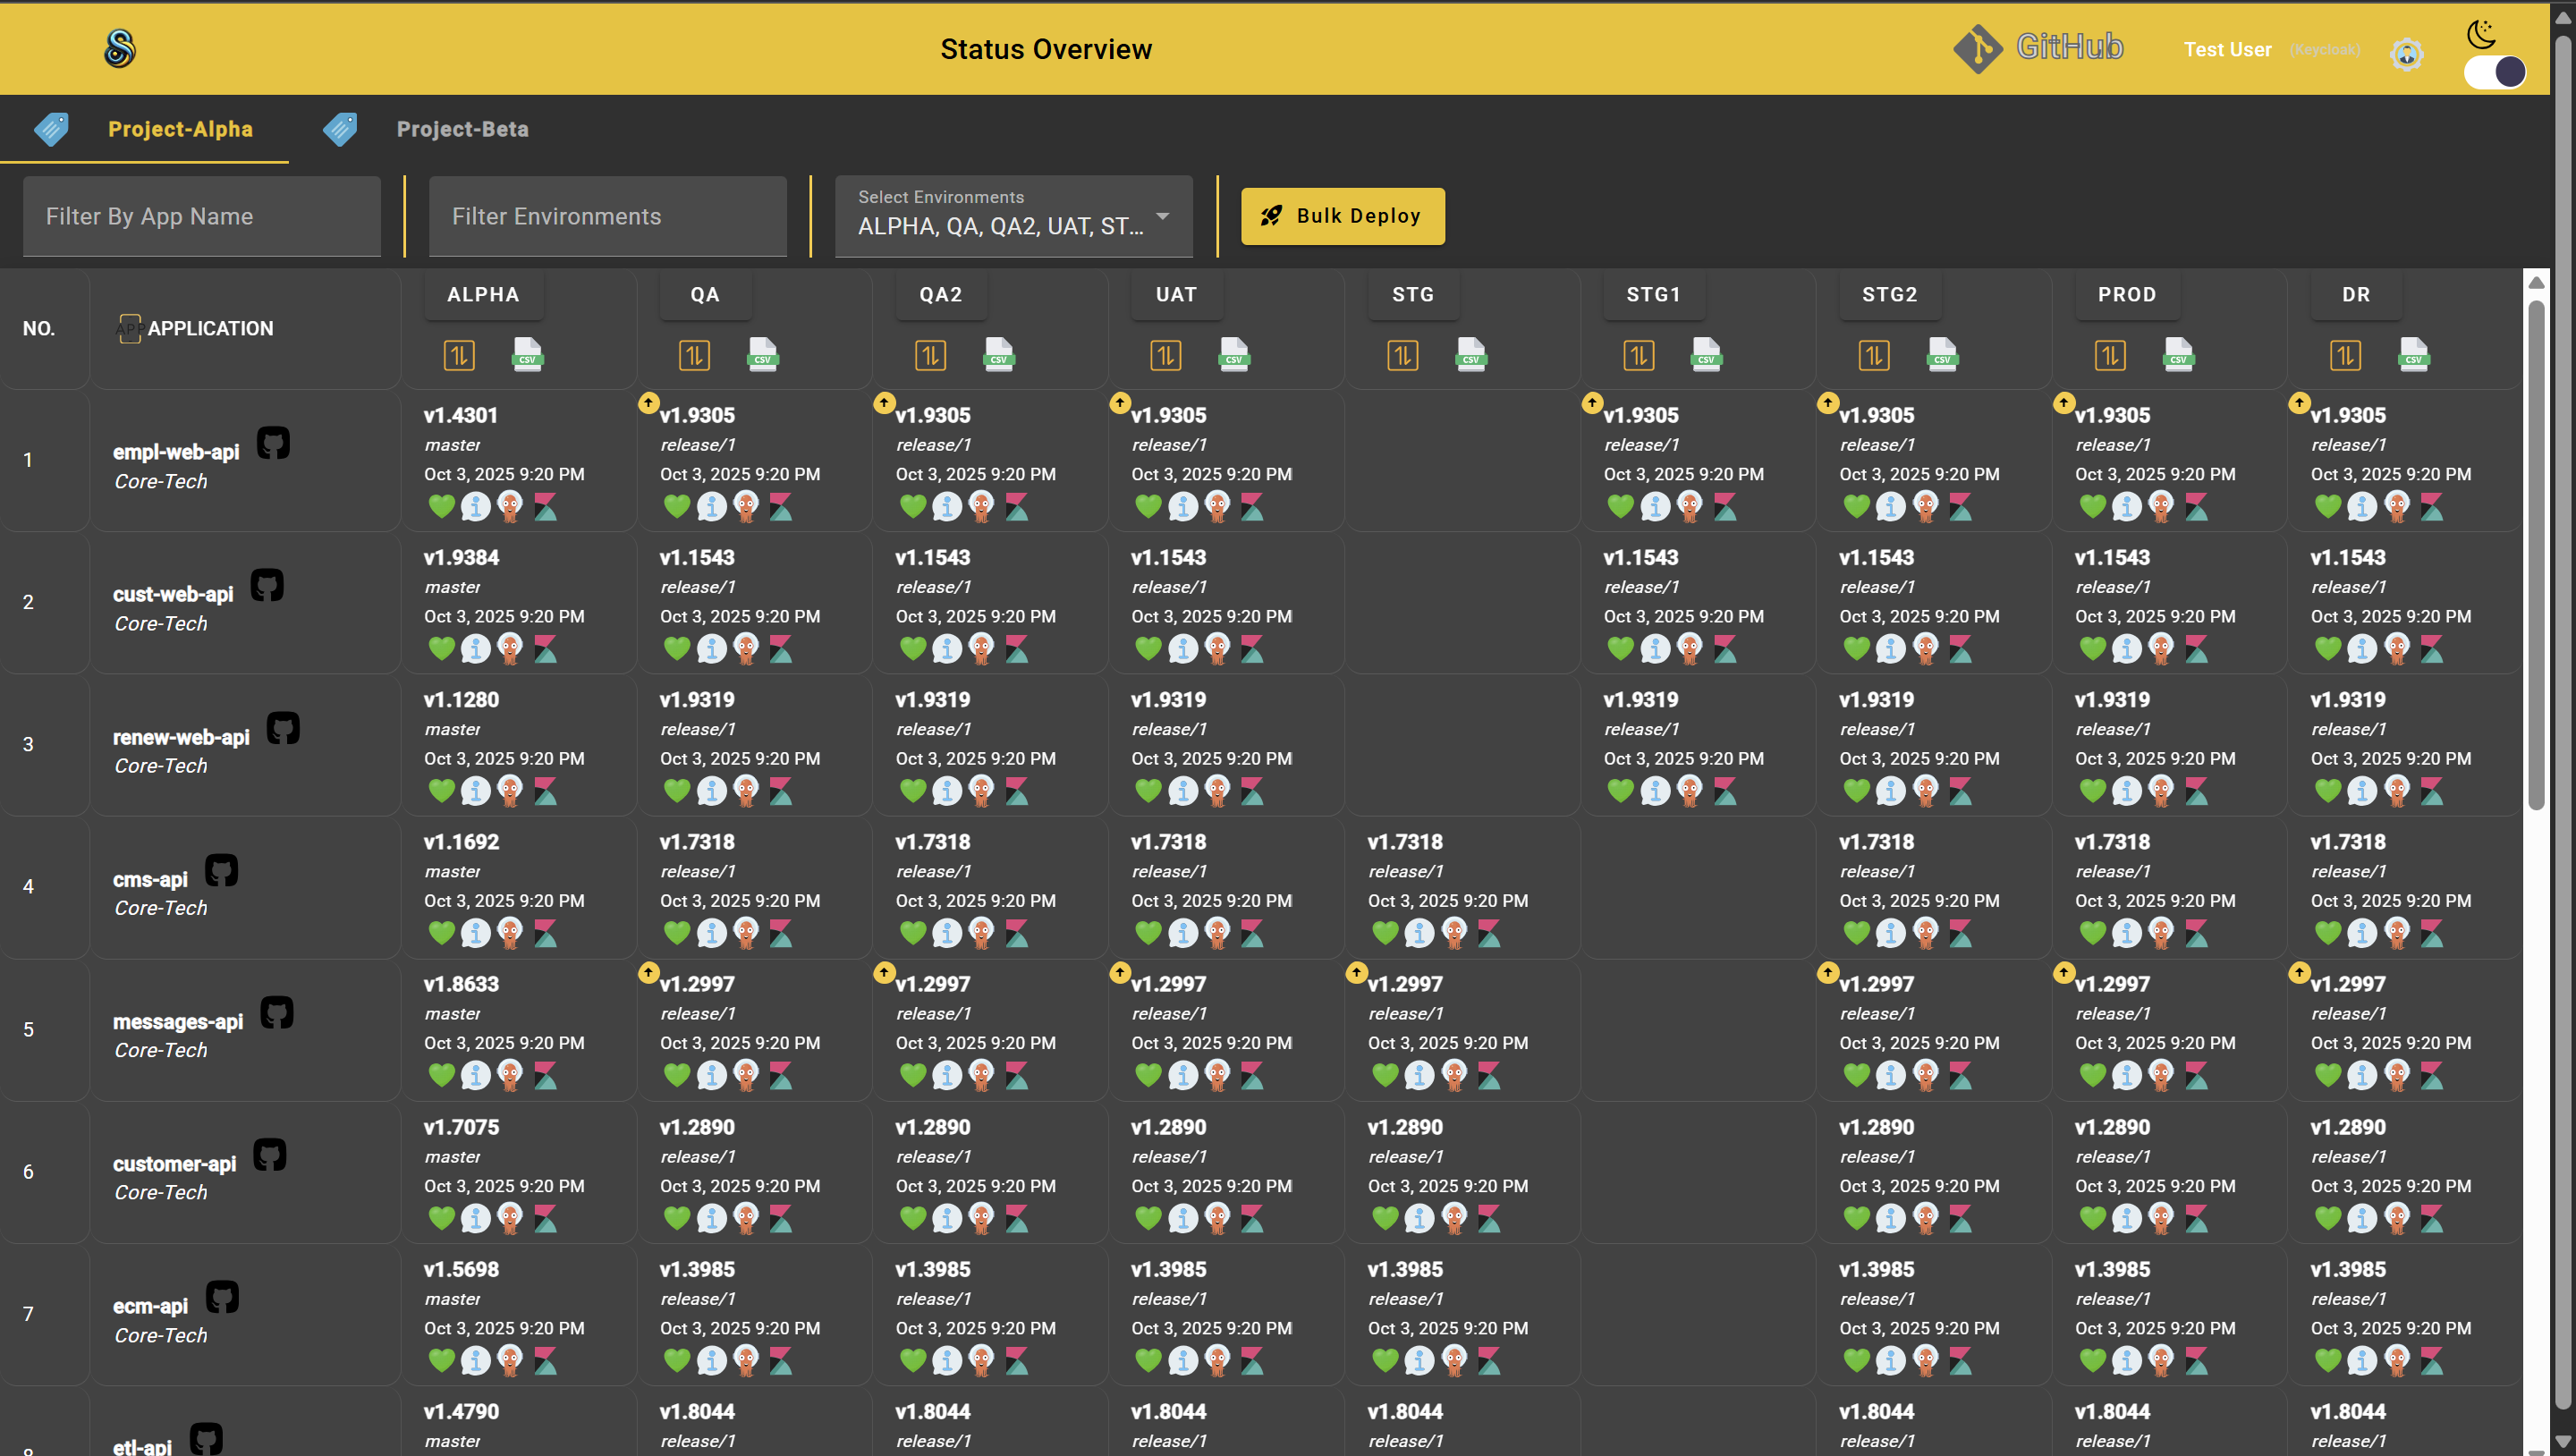 Status Overview
GitHub
Test User (Keycloak)
Project-Alpha
Project-Beta
Filter By App Name
Filter Environments
Select Environments
ALPHA, QA, QA2, UAT, ST...
Bulk Deploy
NO.
APP APPLICATION
ALPHA QA QA2 UAT STG STG1 STG2 PROD DR
CSV CSV CSV CSV CSV CSV CSV CSV CSV
1
empl-web-api
Core-Tech
v1.4301 v1.9305 v1.9305 v1.9305 v1.9305 v1.9305 v1.9305 v1.9305
master release/1 release/1 release/1 release/1 release/1 release/1 release/1
Oct 3, 2025 9:20 PM Oct 3, 2025 9:20 PM Oct 3, 2025 9:20 PM Oct 3, 2025 9:20 PM Oct 3, 2025 9:20 PM Oct 3, 2025 9:20 PM Oct 3, 2025 9:20 PM Oct 3, 2025 9:20 PM
2
cust-web-api
Core-Tech
v1.9384 v1.1543 v1.1543 v1.1543 v1.1543 v1.1543 v1.1543 v1.1543
master release/1 release/1 release/1 release/1 release/1 release/1 release/1
Oct 3, 2025 9:20 PM Oct 3, 2025 9:20 PM Oct 3, 2025 9:20 PM Oct 3, 2025 9:20 PM Oct 3, 2025 9:20 PM Oct 3, 2025 9:20 PM Oct 3, 2025 9:20 PM Oct 3, 2025 9:20 PM
3
renew-web-api
Core-Tech
v1.1280 v1.9319 v1.9319 v1.9319 v1.9319 v1.9319 v1.9319 v1.9319
master release/1 release/1 release/1 release/1 release/1 release/1 release/1
Oct 3, 2025 9:20 PM Oct 3, 2025 9:20 PM Oct 3, 2025 9:20 PM Oct 3, 2025 9:20 PM Oct 3, 2025 9:20 PM Oct 3, 2025 9:20 PM Oct 3, 2025 9:20 PM Oct 3, 2025 9:20 PM
4
cms-api
Core-Tech
v1.1692 v1.7318 v1.7318 v1.7318 v1.7318 v1.7318 v1.7318 v1.7318
master release/1 release/1 release/1 release/1 release/1 release/1 release/1
Oct 3, 2025 9:20 PM Oct 3, 2025 9:20 PM Oct 3, 2025 9:20 PM Oct 3, 2025 9:20 PM Oct 3, 2025 9:20 PM Oct 3, 2025 9:20 PM Oct 3, 2025 9:20 PM Oct 3, 2025 9:20 PM
5
messages-api
Core-Tech
v1.8633 v1.2997 v1.2997 v1.2997 v1.2997 v1.2997 v1.2997 v1.2997
master release/1 release/1 release/1 release/1 release/1 release/1 release/1
Oct 3, 2025 9:20 PM Oct 3, 2025 9:20 PM Oct 3, 2025 9:20 PM Oct 3, 2025 9:20 PM Oct 3, 2025 9:20 PM Oct 3, 2025 9:20 PM Oct 3, 2025 9:20 PM Oct 3, 2025 9:20 PM
6
customer-api
Core-Tech
v1.7075 v1.2890 v1.2890 v1.2890 v1.2890 v1.2890 v1.2890 v1.2890
master release/1 release/1 release/1 release/1 release/1 release/1 release/1
Oct 3, 2025 9:20 PM Oct 3, 2025 9:20 PM Oct 3, 2025 9:20 PM Oct 3, 2025 9:20 PM Oct 3, 2025 9:20 PM Oct 3, 2025 9:20 PM Oct 3, 2025 9:20 PM Oct 3, 2025 9:20 PM
7
ecm-api
Core-Tech
v1.5698 v1.3985 v1.3985 v1.3985 v1.3985 v1.3985 v1.3985 v1.3985
master release/1 release/1 release/1 release/1 release/1 release/1 release/1
Oct 3, 2025 9:20 PM Oct 3, 2025 9:20 PM Oct 3, 2025 9:20 PM Oct 3, 2025 9:20 PM Oct 3, 2025 9:20 PM Oct 3, 2025 9:20 PM Oct 3, 2025 9:20 PM Oct 3, 2025 9:20 PM
8
etl-api
v1.4790 v1.8044 v1.8044 v1.8044 v1.8044 v1.8044 v1.8044 v1.8044
master release/1 release/1 release/1 release/1 release/1 release/1 release/1